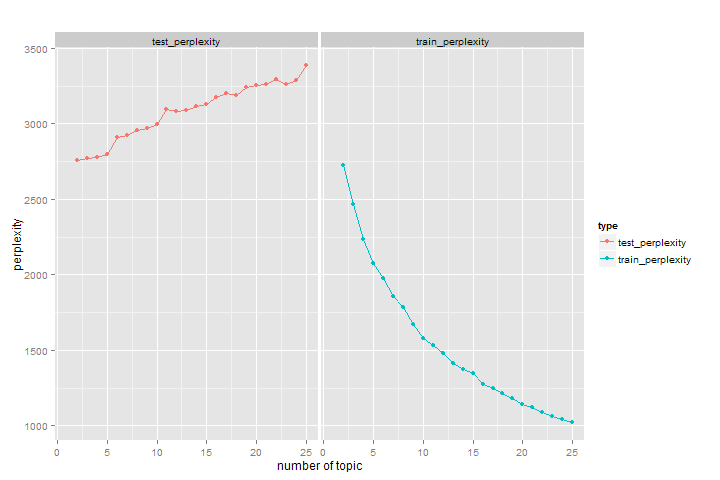 test_perplexity train_perplexity
3500
3000
2500
2000
1500
1000
perplexity
0 5 10 15 20 25 0 5 10 15 20 25
number of topic
type
test_perplexity
train_perplexity